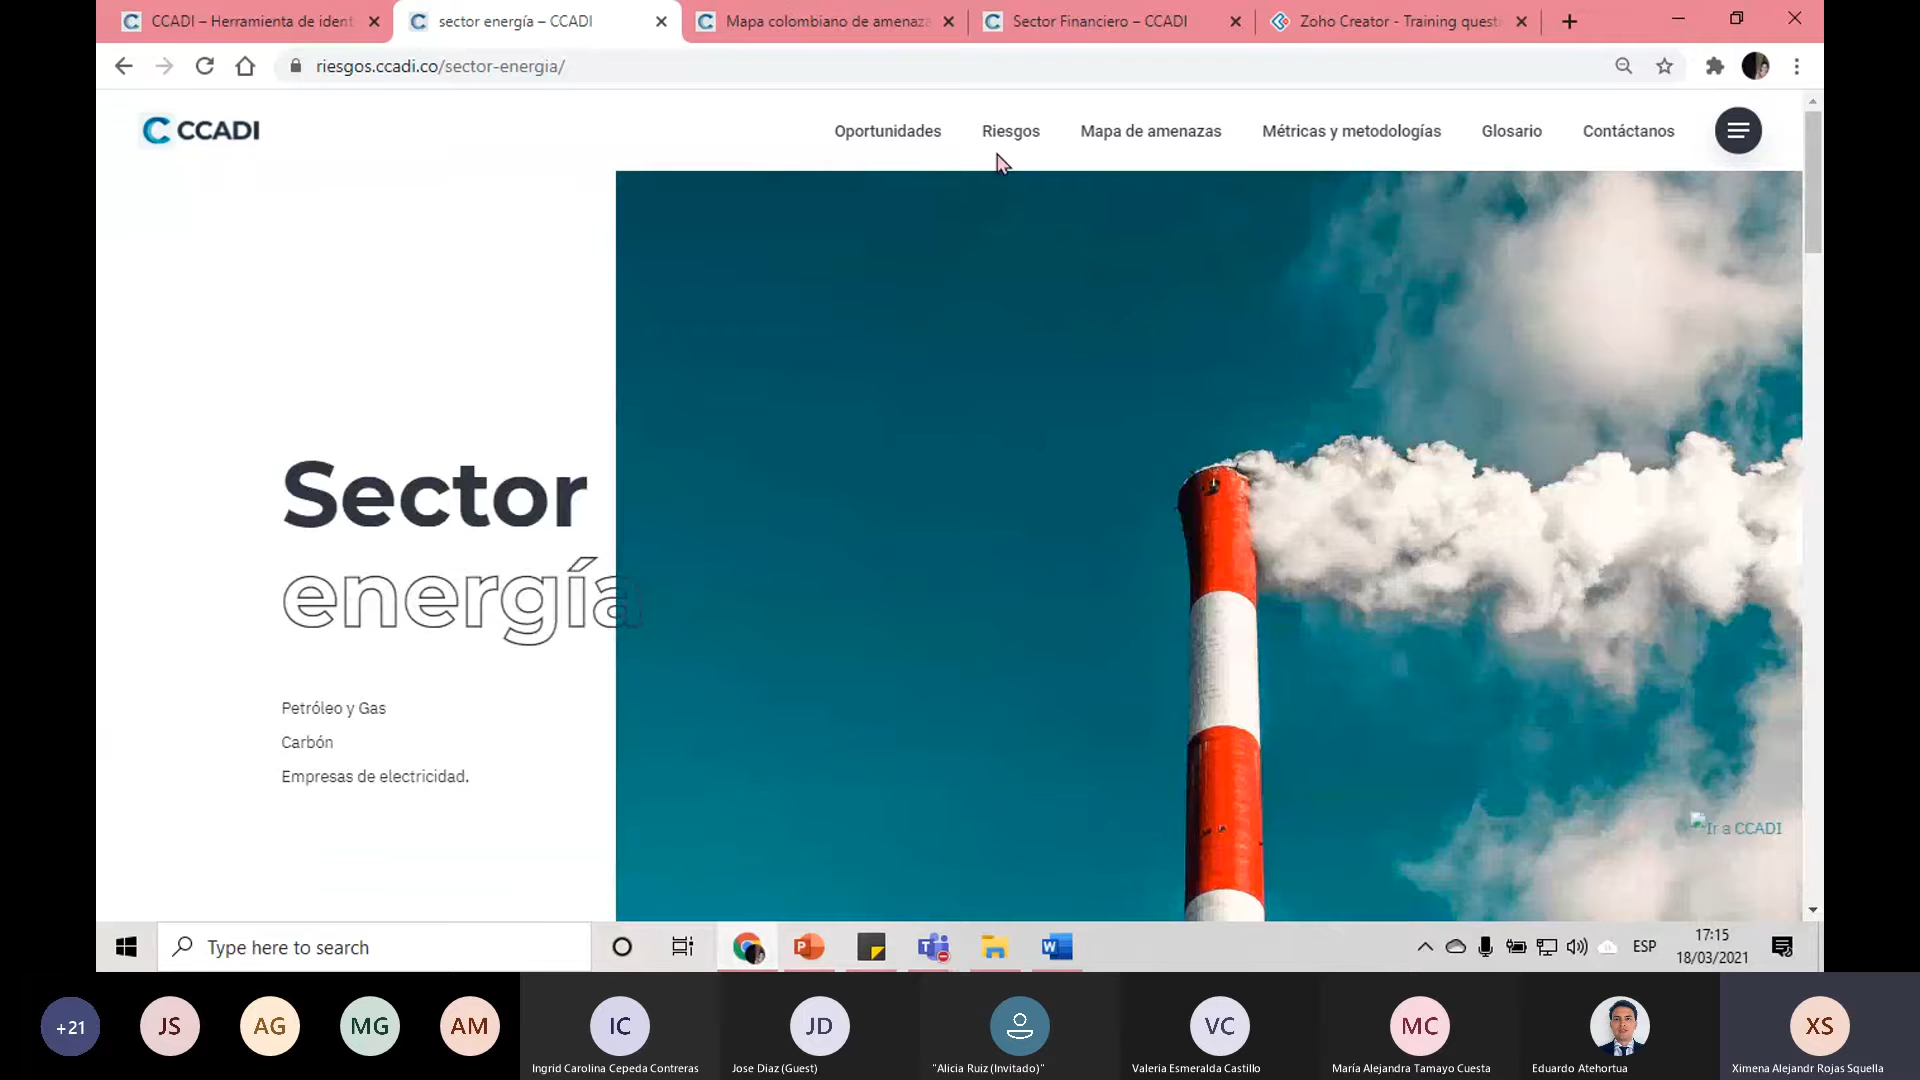 CCADI – Herramienta de ident
sector energía – CCADI
Mapa colombiano de amenaza
Sector Financiero – CCADI
Zoho Creator - Training questi
riesgos.ccadi.co/sector-energia/
CCADI
Oportunidades
Riesgos
Mapa de amenazas
Métricas y metodologías
Glosario
Contáctanos
Sector
energía
Petróleo y Gas
Carbón
Empresas de electricidad.
Ir a CCADI
Type here to search
ESP
17:15
18/03/2021
+21
JS
AG
MG
AM
IC
JD
VC
MC
XS
Ingrid Carolina Cepeda Contreras
Jose Diaz (Guest)
"Alicia Ruiz (Invitado)"
Valeria Esmeralda Castillo
María Alejandra Tamayo Cuesta
Eduardo Atehortua
Ximena Alejandr Rojas Squella